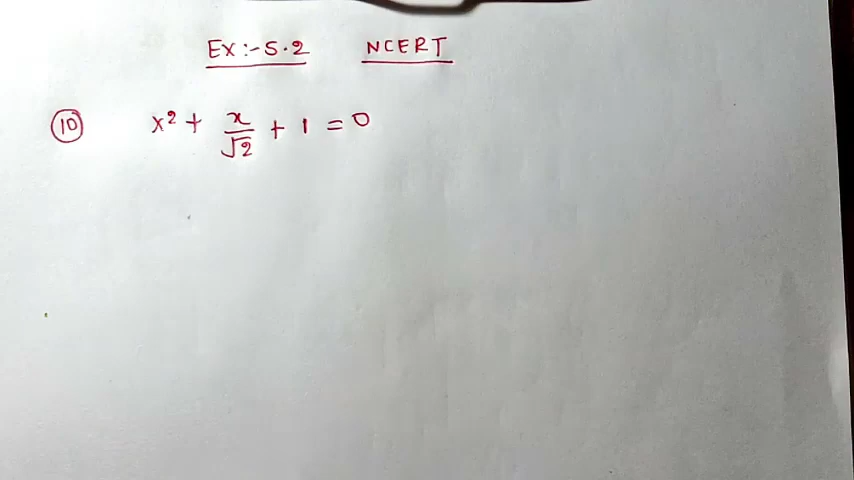 Ex:-5.2 NCERT
(10) x² + x/√2 + 1 = 0